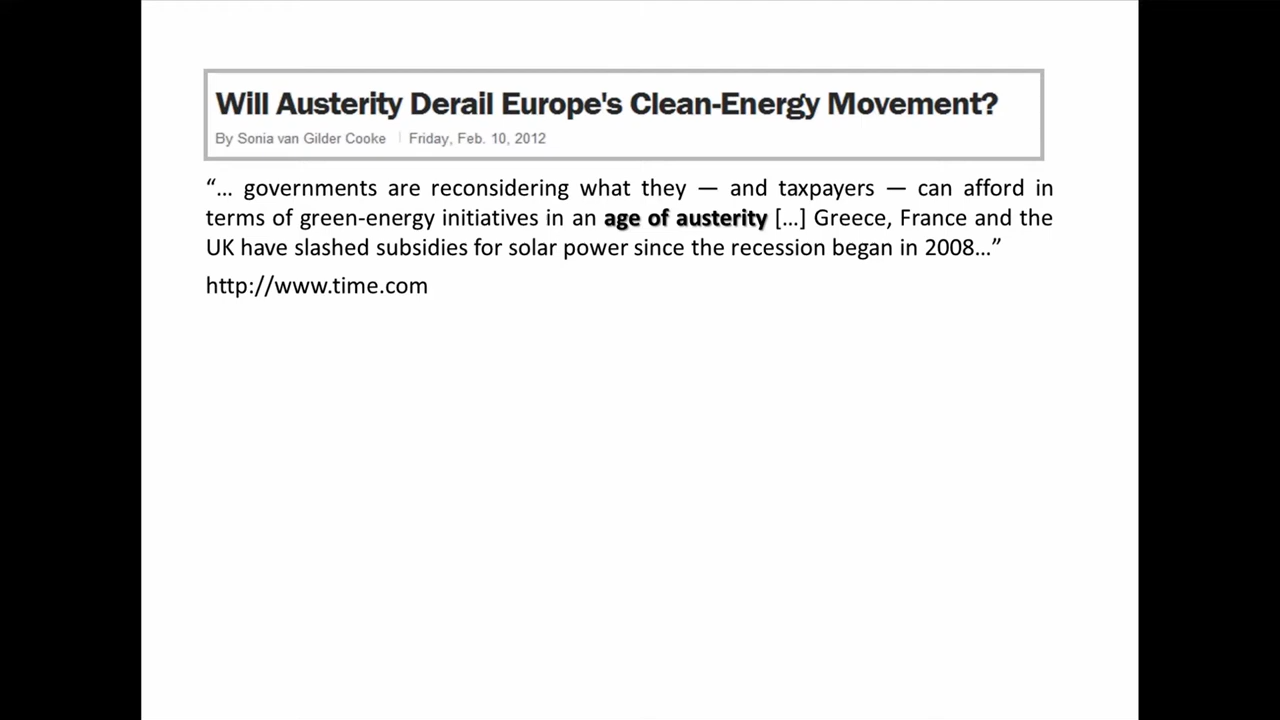 Will Austerity Derail Europe's Clean-Energy Movement?
By Sonia van Gilder Cooke | Friday, Feb. 10, 2012
“… governments are reconsidering what they — and taxpayers — can afford in
terms of green-energy initiatives in an age of austerity […] Greece, France and the
UK have slashed subsidies for solar power since the recession began in 2008…”
http://www.time.com